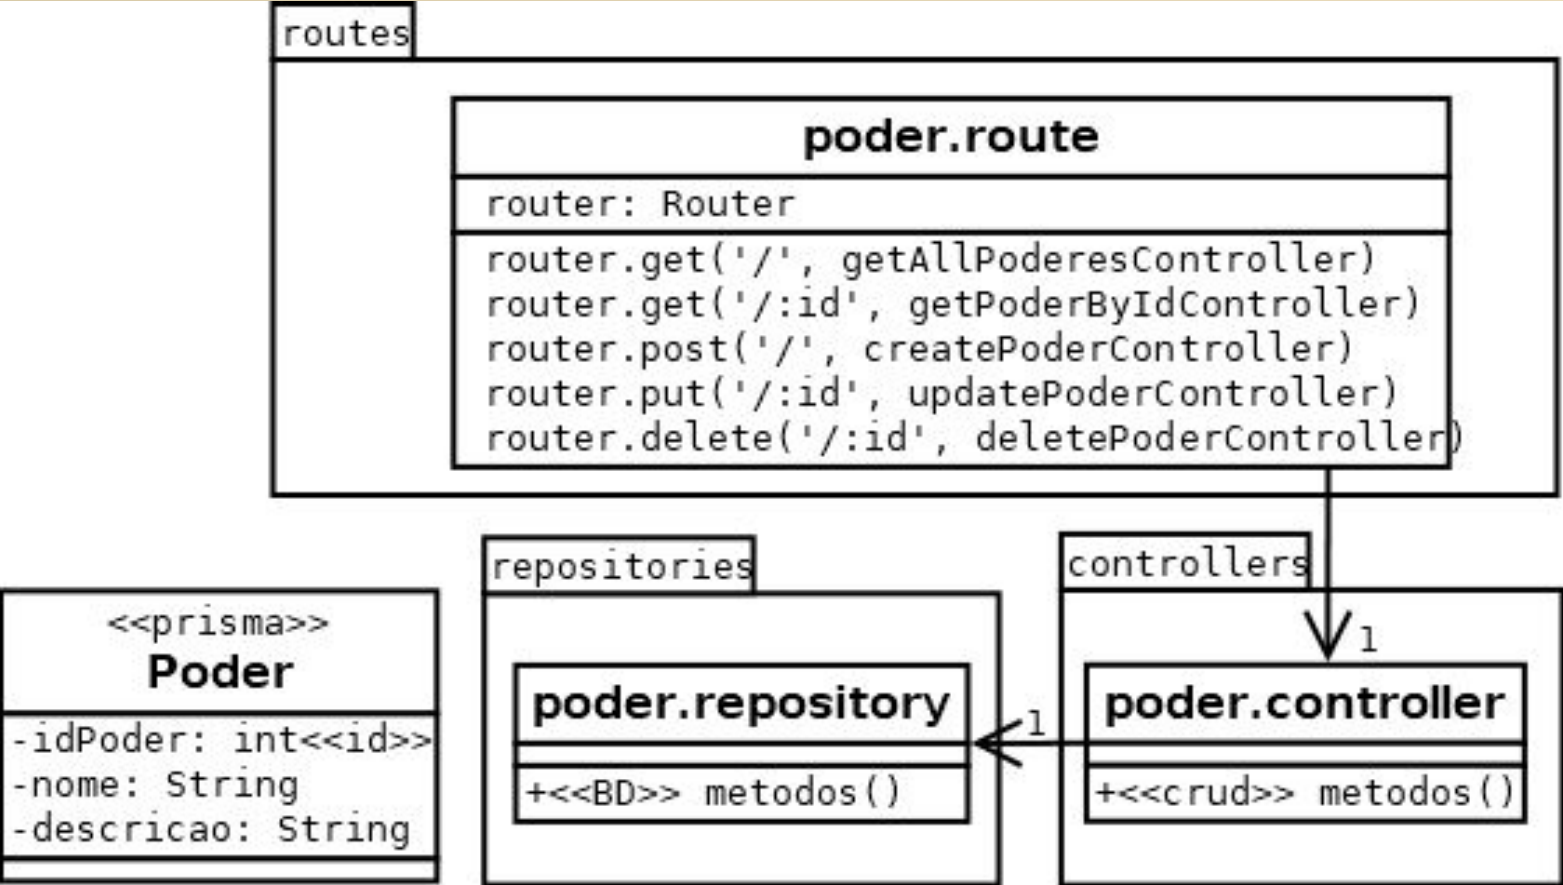 routes
poder.route
router: Router
router.get('/', getAllPoderesController)
router.get('/:id', getPoderByIdController)
router.post('/', createPoderController)
router.put('/:id', updatePoderController)
router.delete('/:id', deletePoderController)
<<prisma>>
Poder
-idPoder: int<<id>>
-nome: String
-descricao: String
repositories
poder.repository
+<<BD>> metodos()
1
controllers
1
poder.controller
+<<crud>> metodos()